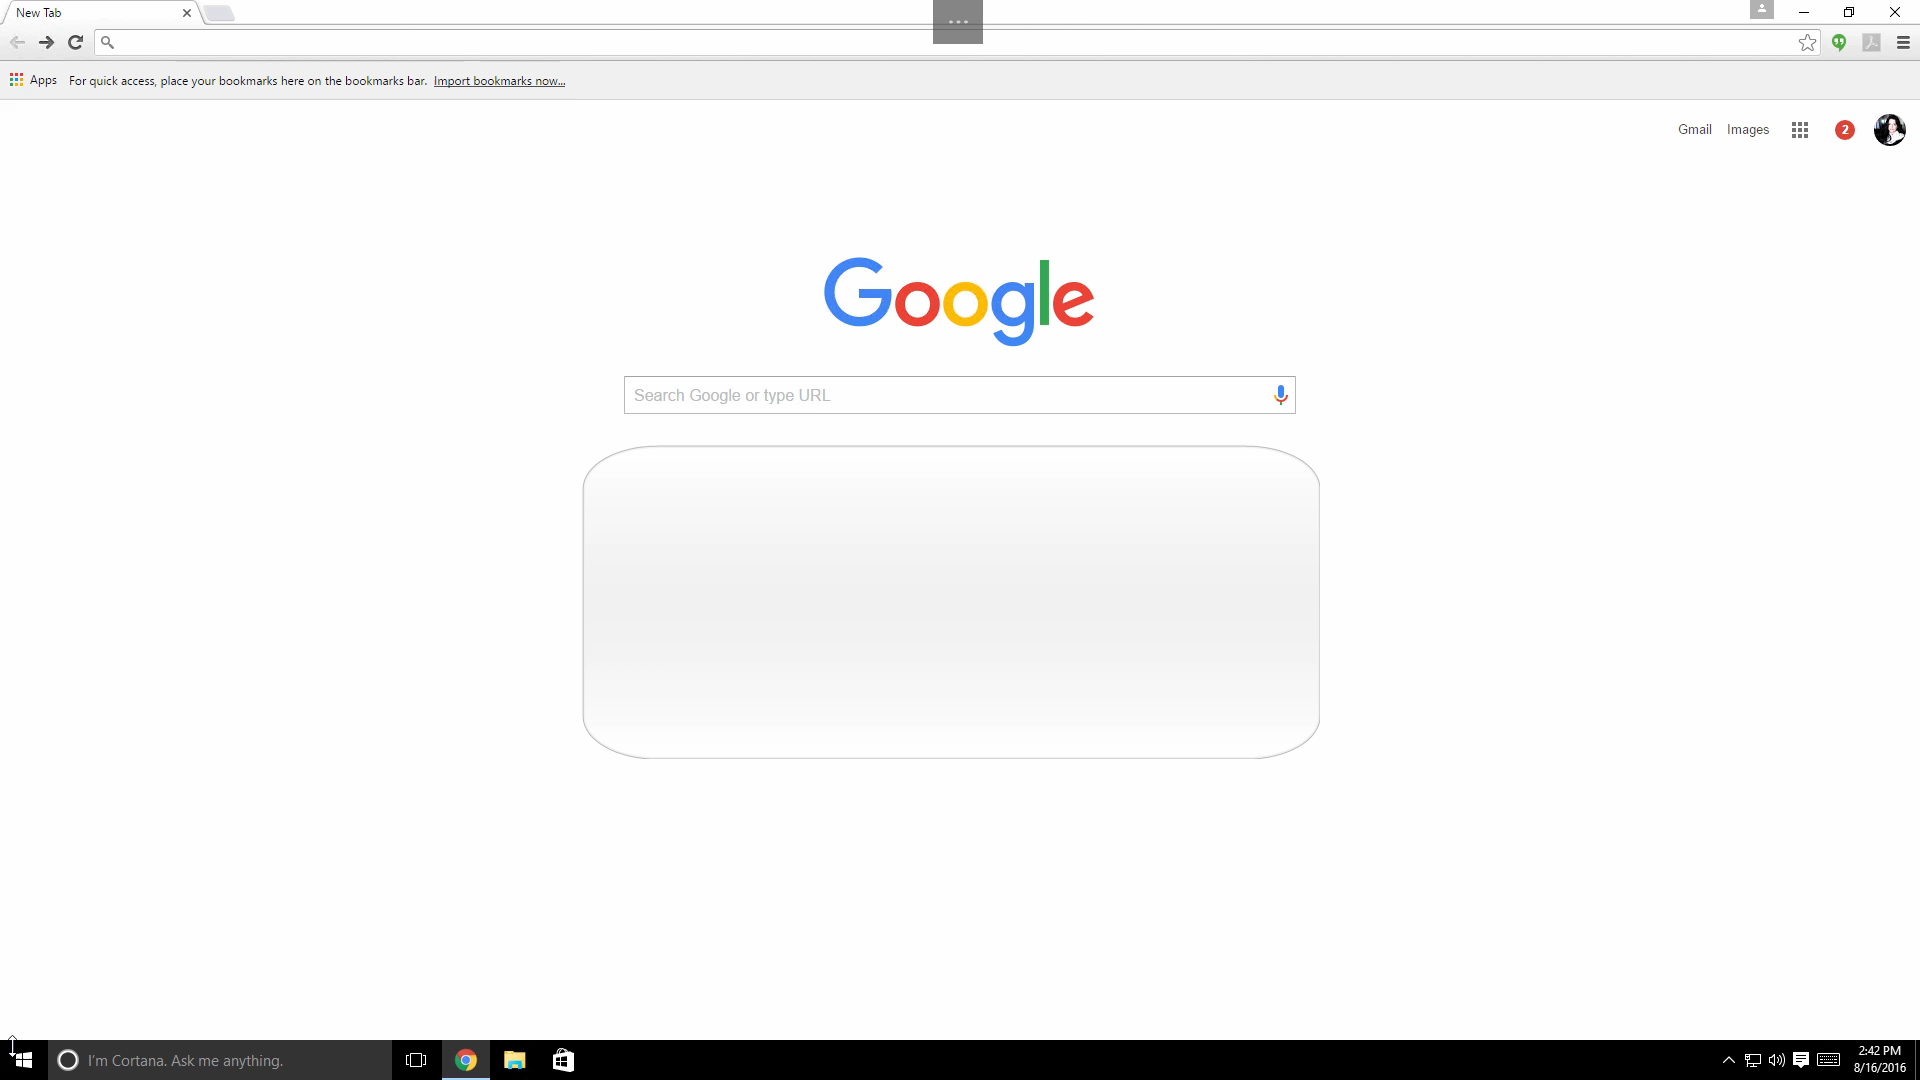 New Tab
Apps For quick access, place your bookmarks here on the bookmarks bar. Import bookmarks now...
Gmail Images 2
Google
Search Google or type URL
I'm Cortana. Ask me anything.
2:42 PM
8/16/2016